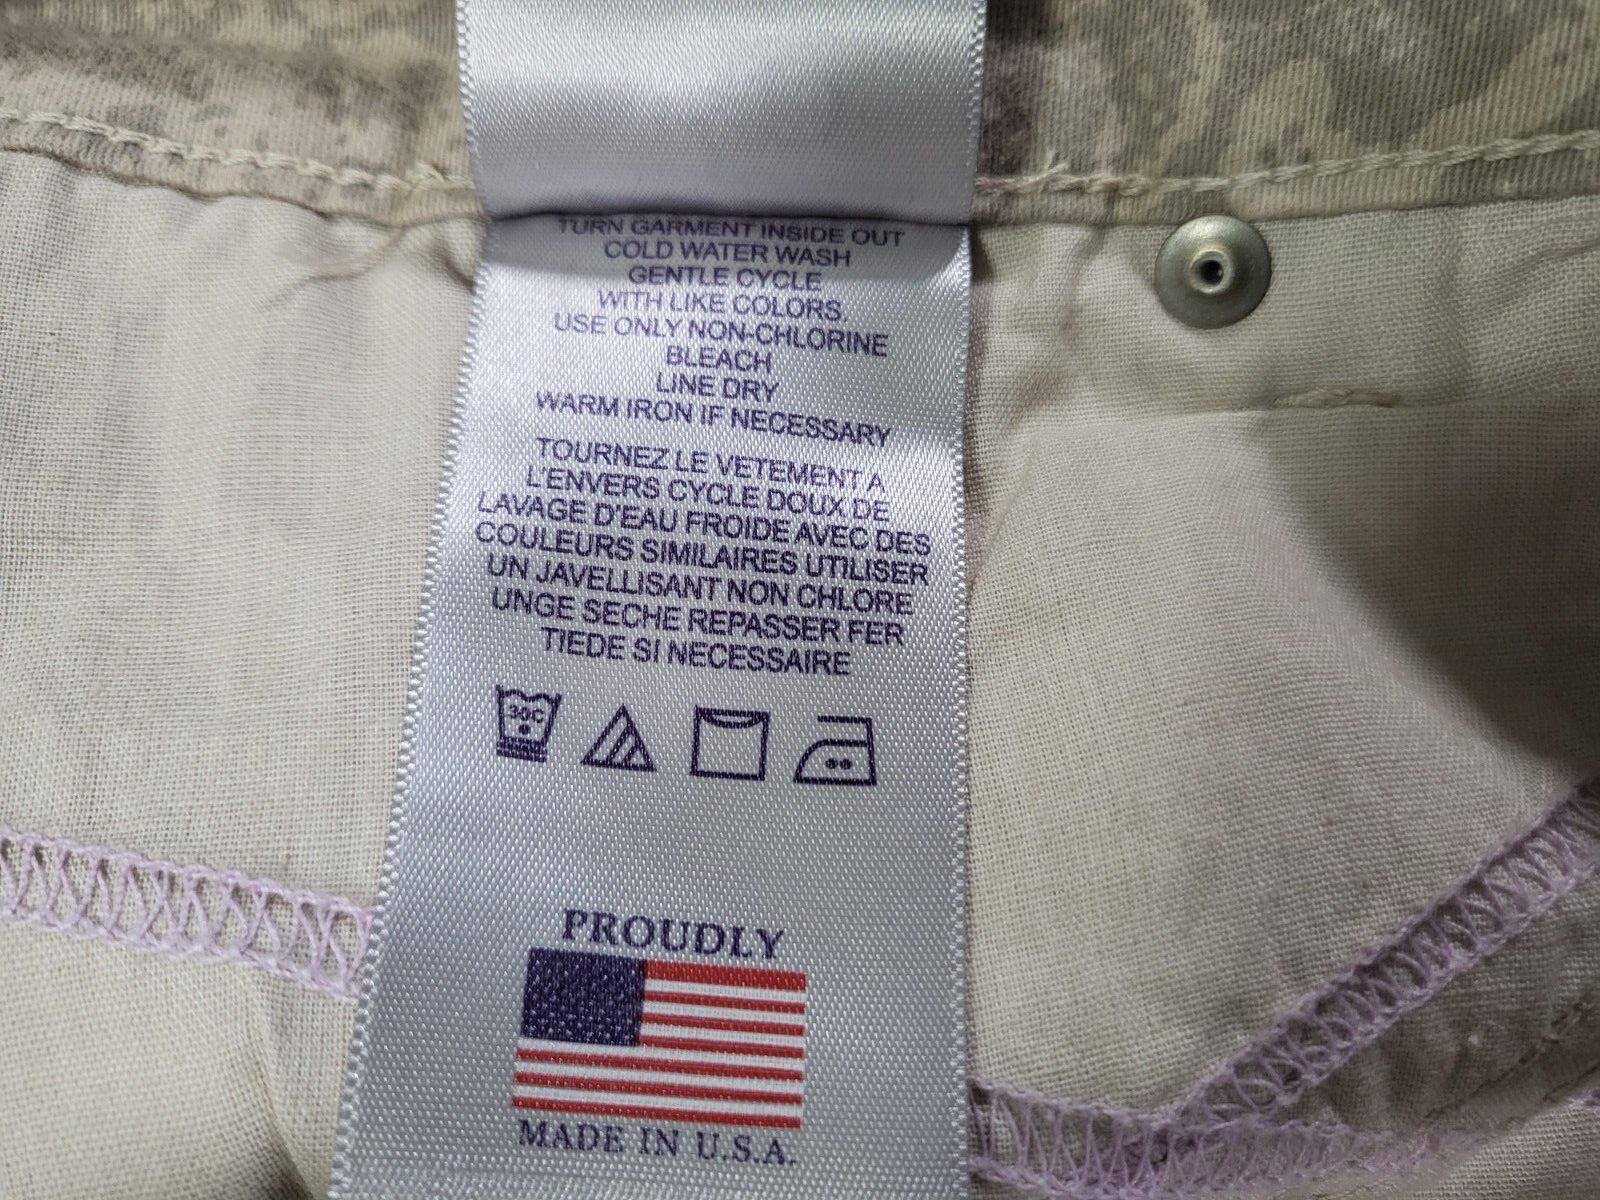 TURN GARMENT INSIDE OUT
COLD WATER WASH
GENTLE CYCLE
WITH LIKE COLORS.
USE ONLY NON-CHLORINE
BLEACH
LINE DRY
WARM IRON IF NECESSARY
TOURNEZ LE VETEMENT A
L'ENVERS CYCLE DOUX DE
LAVAGE D'EAU FROIDE AVEC DES
COULEURS SIMILAIRES UTILISER
UN JAVELLISANT NON CHLORE
UNGE SECHE REPASSER FER
TIEDE SI NECESSAIRE
30C
PROUDLY
MADE IN U.S.A.